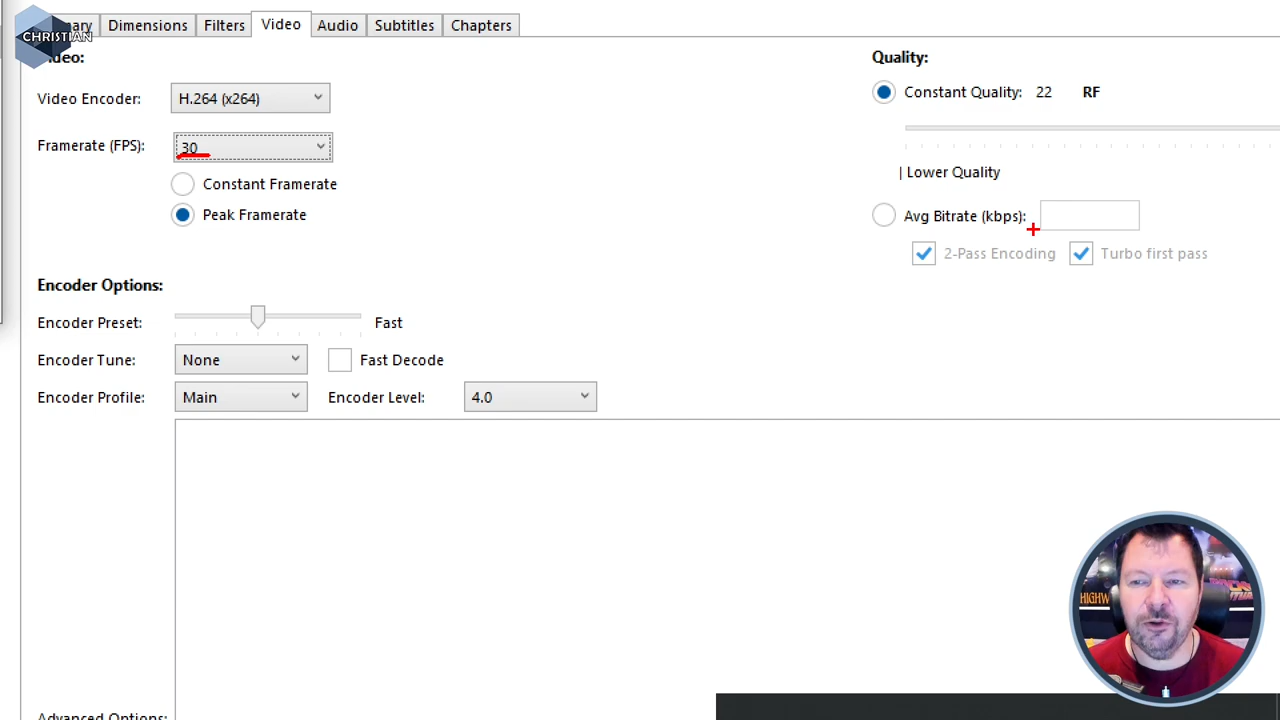 Dimensions Filters Video Audio Subtitles Chapters
CHRISTIAN
Quality:
Video Encoder: H.264 (x264)
Constant Quality: 22 RF
Framerate (FPS): 30
| Lower Quality
Constant Framerate
Peak Framerate
Avg Bitrate (kbps):
2-Pass Encoding Turbo first pass
Encoder Options:
Encoder Preset: Fast
Encoder Tune: None Fast Decode
Encoder Profile: Main Encoder Level: 4.0
Advanced Options: